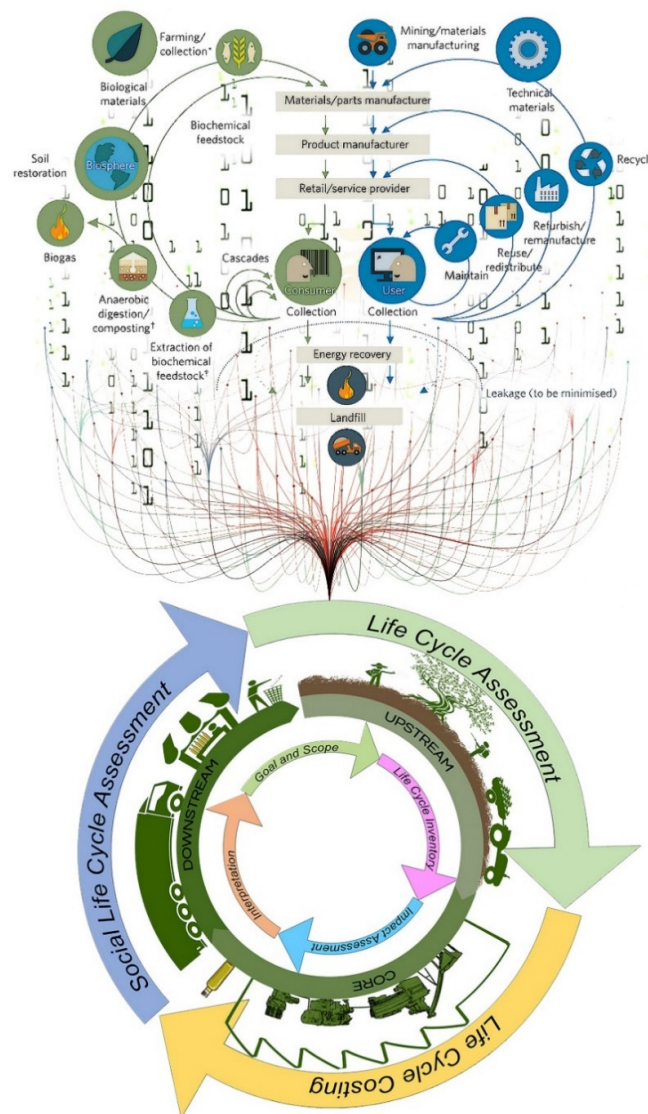 Farming/
collection*
Biological
materials
Mining/materials
manufacturing
Technical
materials
Materials/parts manufacturer
Biochemical
feedstock
Product manufacturer
Soil
restoration
Biosphere
Retail/service provider
Recycl
Refurbish/
remanufacture
Reuse/
redistribute
Maintain
Biogas
Cascades
Consumer
User
Anaerobic
digestion/
composting†
Collection
Collection
Extraction of
biochemical
feedstock†
Energy recovery
Leakage (to be minimised)
Landfill
Life Cycle Assessment
Social Life Cycle Assessment
Life Cycle Costing
UPSTREAM
DOWNSTREAM
CORE
Goal and Scope
Life Cycle Inventory
Impact Assessment
Interpretation